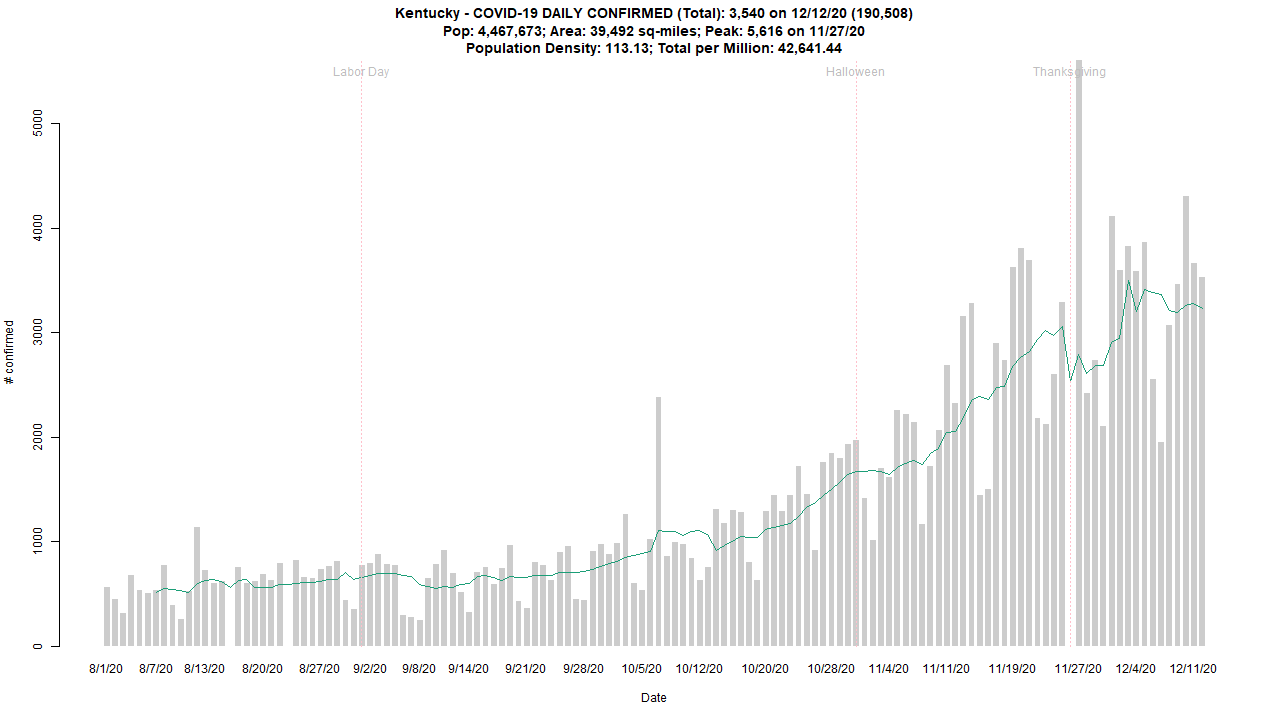 Kentucky - COVID-19 DAILY CONFIRMED (Total): 3,540 on 12/12/20 (190,508)
Pop: 4,467,673; Area: 39,492 sq-miles; Peak: 5,616 on 11/27/20
Population Density: 113.13; Total per Million: 42,641.44
Labor Day Halloween Thanksgiving
5000
4000
3000
2000
1000
0
# confirmed
8/1/20 8/7/20 8/13/20 8/20/20 8/27/20 9/2/20 9/8/20 9/14/20 9/21/20 9/28/20 10/5/20 10/12/20 10/20/20 10/28/20 11/4/20 11/11/20 11/19/20 11/27/20 12/4/20 12/11/20
Date